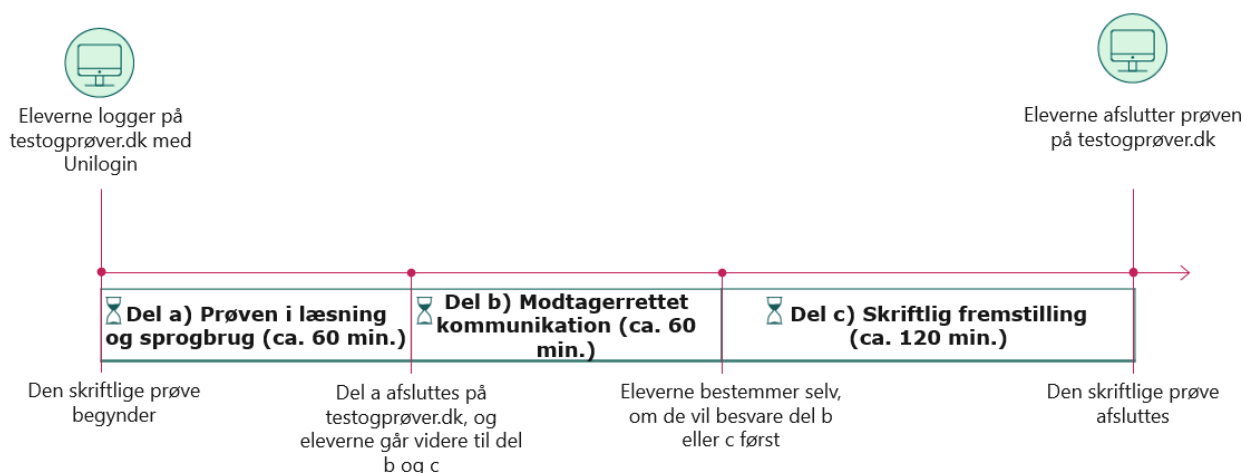 Eleverne logger på
testogprøver.dk med
Unilogin
Eleverne afslutter prøven
på testogprøver.dk
Del a) Prøven i læsning
og sprogbrug (ca. 60 min.)
Del b) Modtagerrettet
kommunikation (ca. 60
min.)
Del c) Skriftlig fremstilling
(ca. 120 min.)
Den skriftlige prøve
begynder
Del a afsluttes på
testogprøver.dk, og
eleverne går videre til del
b og c
Eleverne bestemmer selv,
om de vil besvare del b
eller c først
Den skriftlige prøve
afsluttes